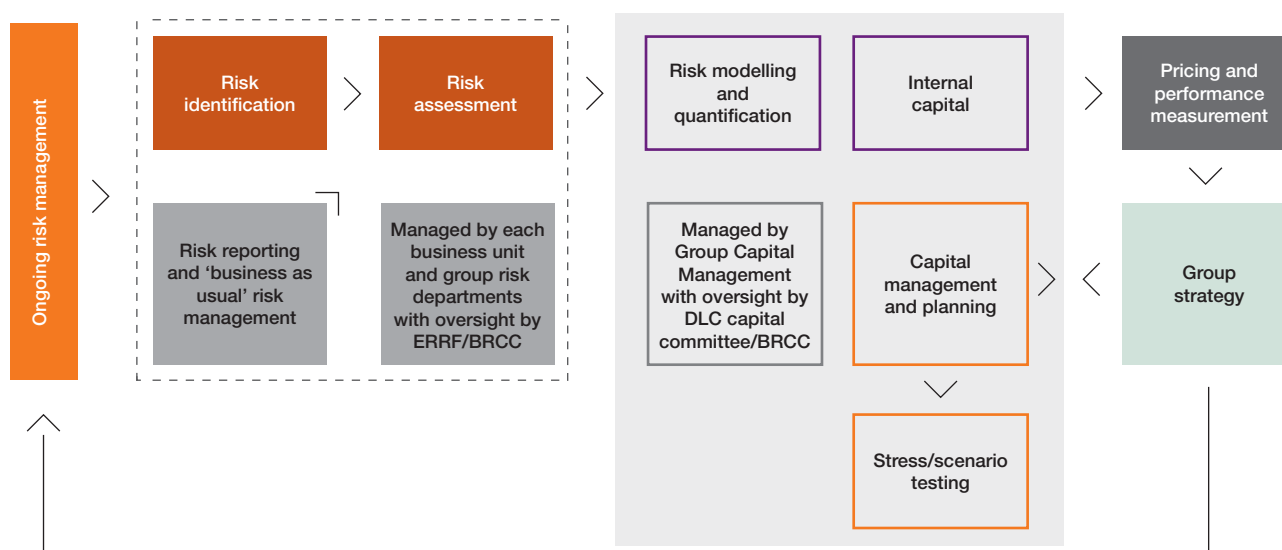 Ongoing risk management
Risk
identification
Risk
assessment
Risk modelling
and
quantification
Internal
capital
Pricing and
performance
measurement
Risk reporting
and ‘business as
usual’ risk
management
Managed by each
business unit
and group risk
departments
with oversight by
ERRF/BRCC
Managed by
Group Capital
Management
with oversight by
DLC capital
committee/BRCC
Capital
management
and planning
Group
strategy
Stress/scenario
testing